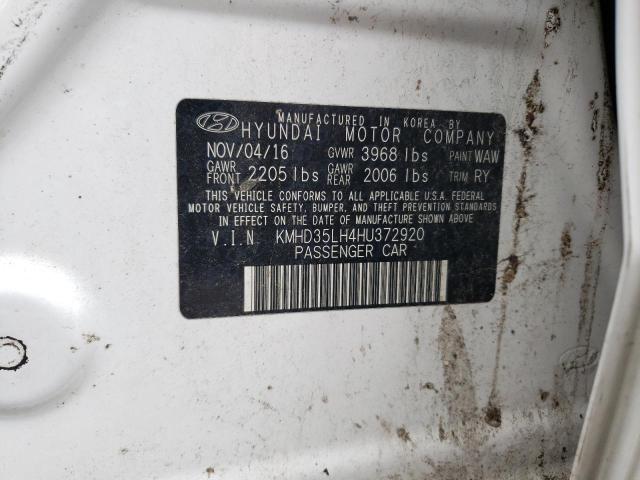 MANUFACTURED IN KOREA BY
HYUNDAI MOTOR COMPANY
NOV/04/16 GVWR 3968 lbs PAINT WAW
GAWR FRONT 2205 lbs GAWR REAR 2006 lbs TRIM RY
THIS VEHICLE CONFORMS TO ALL APPLICABLE U.S.A. FEDERAL
MOTOR VEHICLE SAFETY, BUMPER, AND THEFT PREVENTION STANDARDS
IN EFFECT ON THE DATE OF MANUFACTURE SHOWN ABOVE
V.I.N KMHD35LH4HU372920
PASSENGER CAR